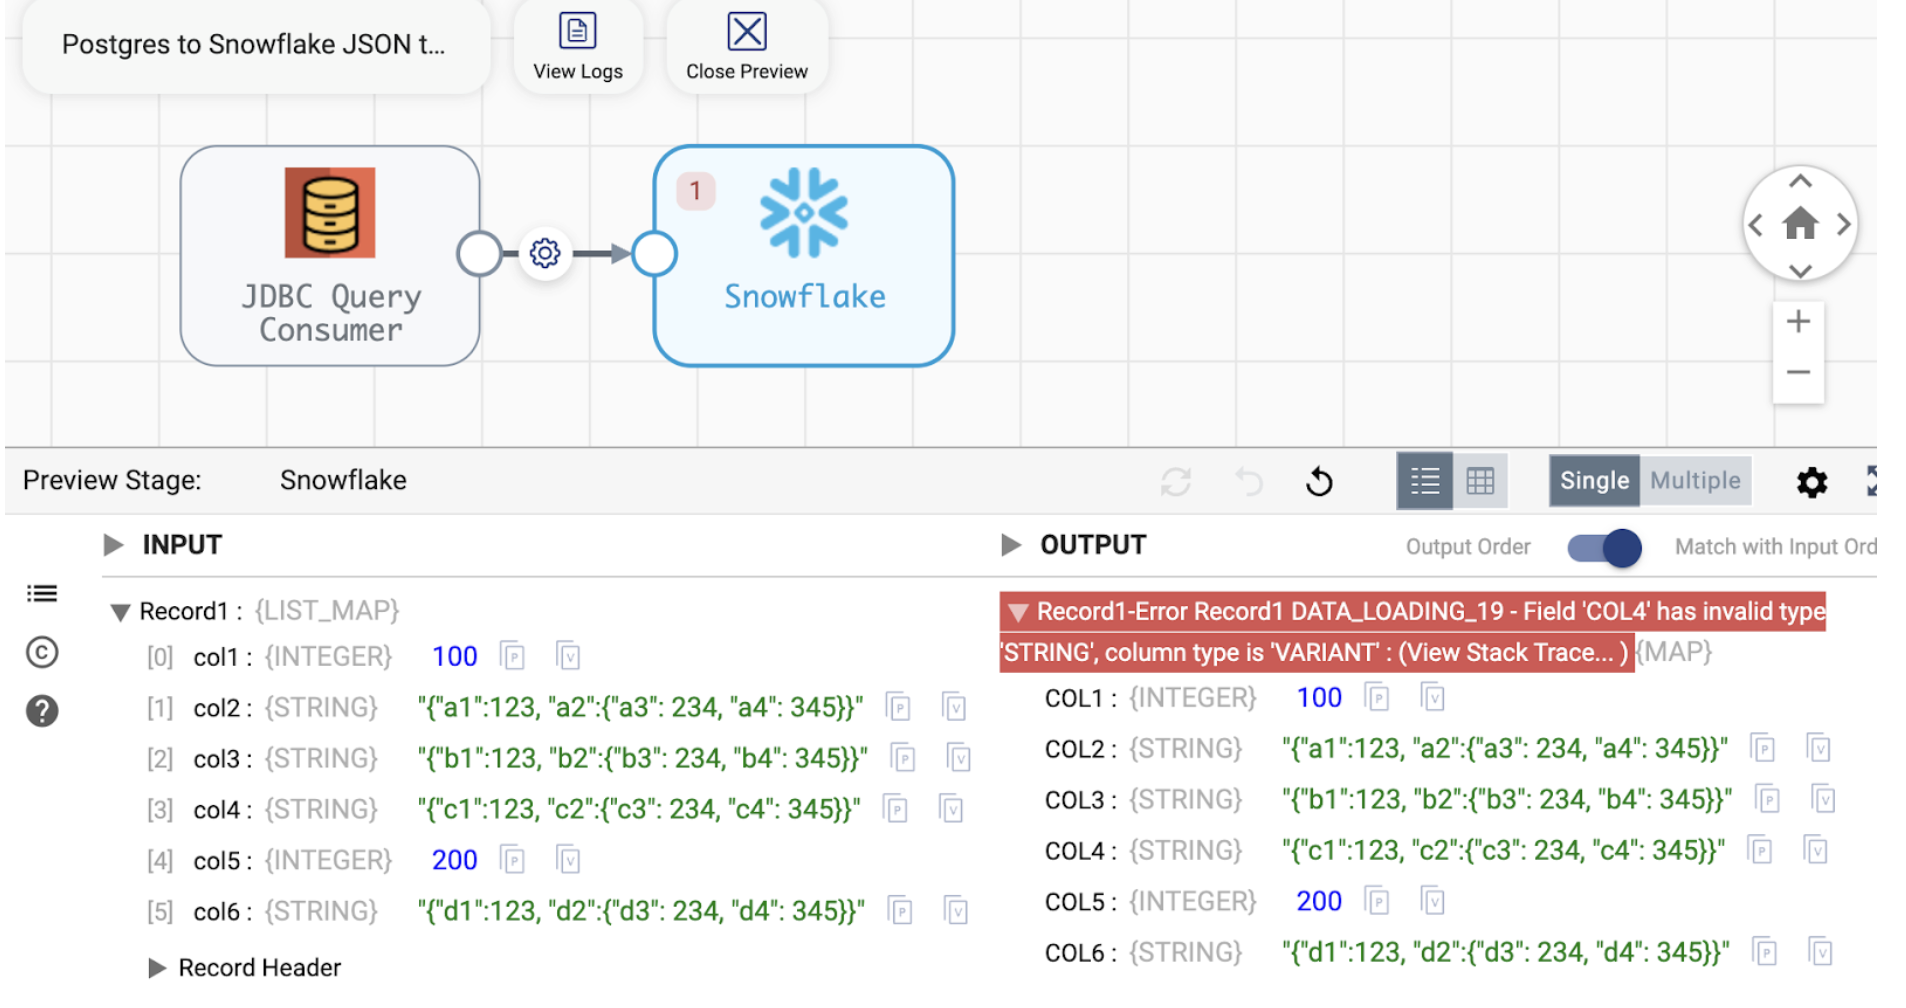 Postgres to Snowflake JSON t...
View Logs
Close Preview
1
JDBC Query
Consumer
Snowflake
Preview Stage: Snowflake
Single Multiple
INPUT
Record1 : {LIST_MAP}
[0] col1 : {INTEGER} 100 P V
[1] col2 : {STRING} "{"a1":123, "a2":{"a3": 234, "a4": 345}}" P V
[2] col3 : {STRING} "{"b1":123, "b2":{"b3": 234, "b4": 345}}" P V
[3] col4 : {STRING} "{"c1":123, "c2":{"c3": 234, "c4": 345}}" P V
[4] col5 : {INTEGER} 200 P V
[5] col6 : {STRING} "{"d1":123, "d2":{"d3": 234, "d4": 345}}" P V
Record Header
OUTPUT Output Order Match with Input Ord
Record1-Error Record1 DATA_LOADING_19 - Field 'COL4' has invalid type
'STRING', column type is 'VARIANT' : (View Stack Trace... ) {MAP}
COL1 : {INTEGER} 100 P V
COL2 : {STRING} "{"a1":123, "a2":{"a3": 234, "a4": 345}}" P V
COL3 : {STRING} "{"b1":123, "b2":{"b3": 234, "b4": 345}}" P V
COL4 : {STRING} "{"c1":123, "c2":{"c3": 234, "c4": 345}}" P V
COL5 : {INTEGER} 200 P V
COL6 : {STRING} "{"d1":123, "d2":{"d3": 234, "d4": 345}}" P V